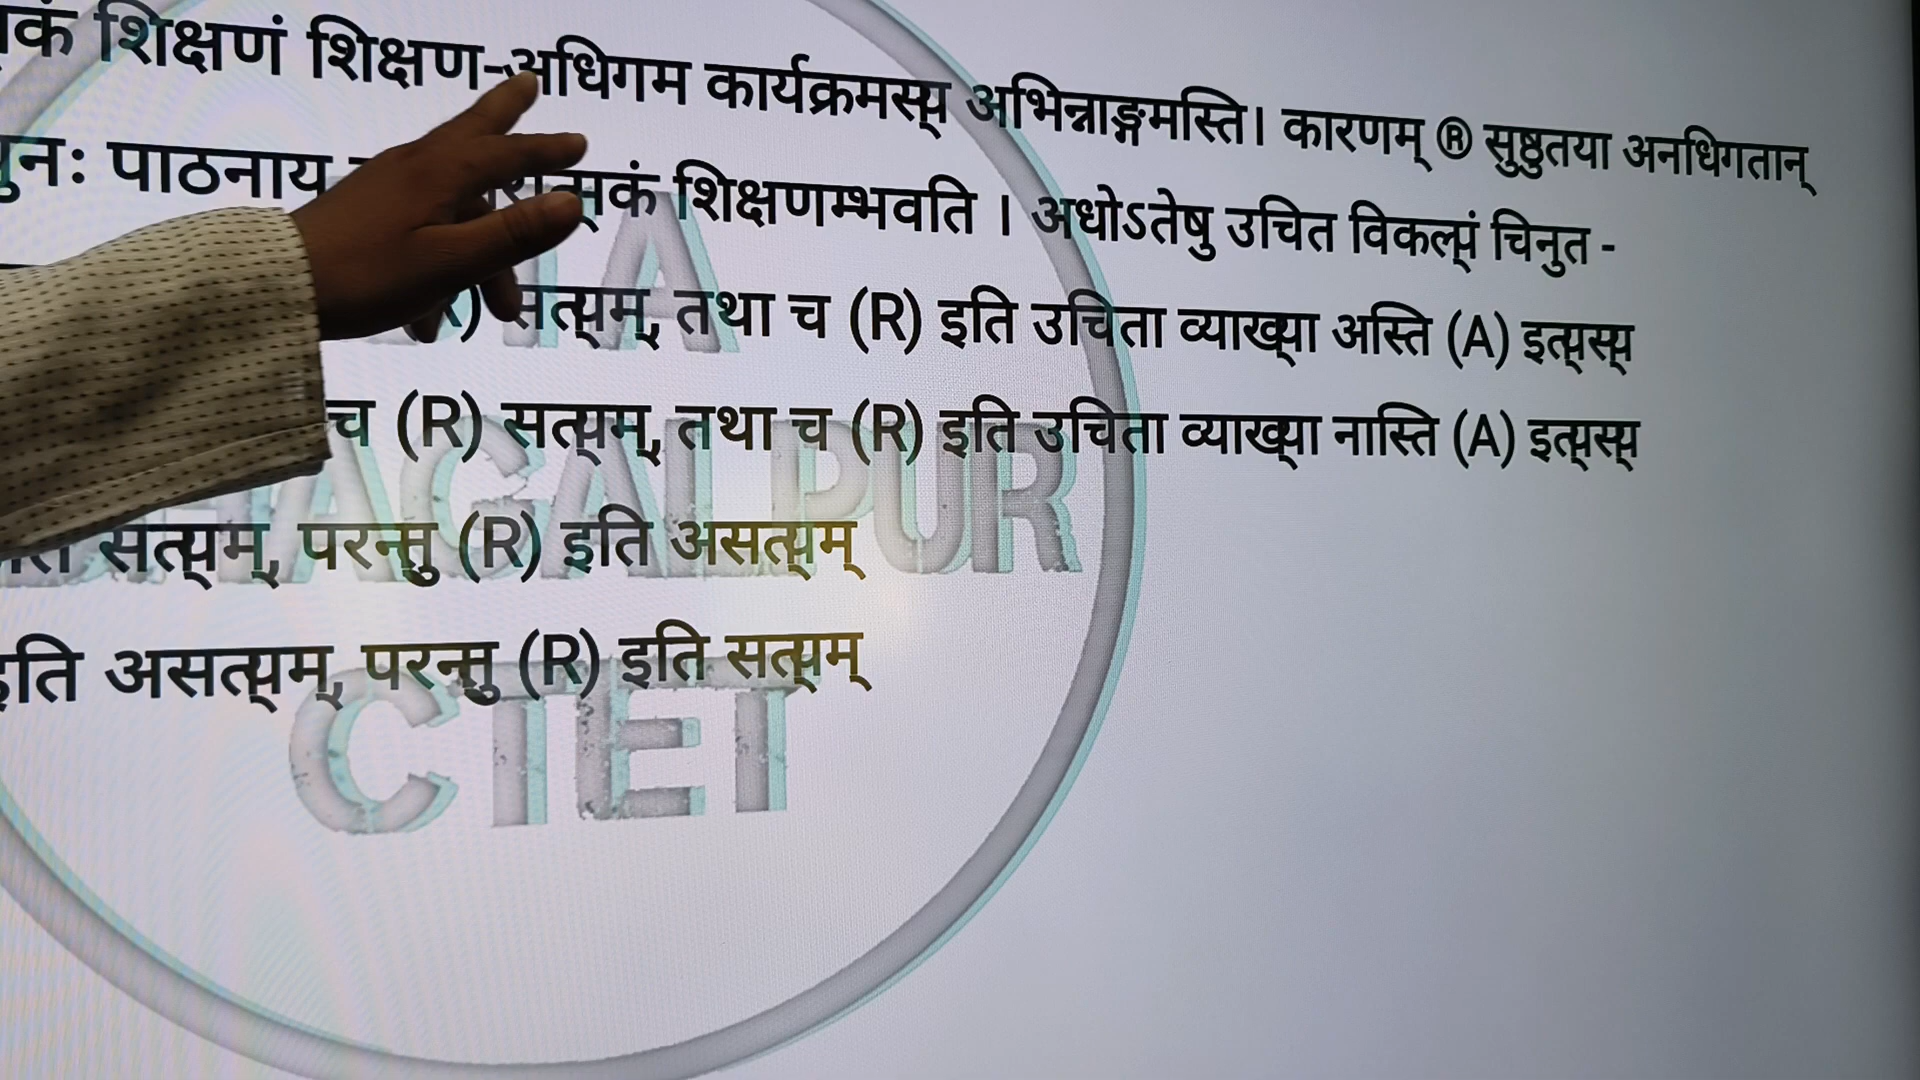 शिक्षणं शिक्षण-अधिगम कार्यक्रमस्य अभिन्नाङ्गमस्ति। कारणम् ® सुष्ठुतया अनधिगतान्
पाठनाय शिक्षणम्भवति । अधोऽतेषु उचित विकल्पं चिनुत -
सत्यम्, तथा च (R) इति उचिता व्याख्या अस्ति (A) इत्यस्य
च (R) सत्यम्, तथा च (R) इति उचिता व्याख्या नास्ति (A) इत्यस्य
सत्यम्, परन्तु (R) इति असत्यम्
इति असत्यम्, परन्तु (R) इति सत्यम्
CTET